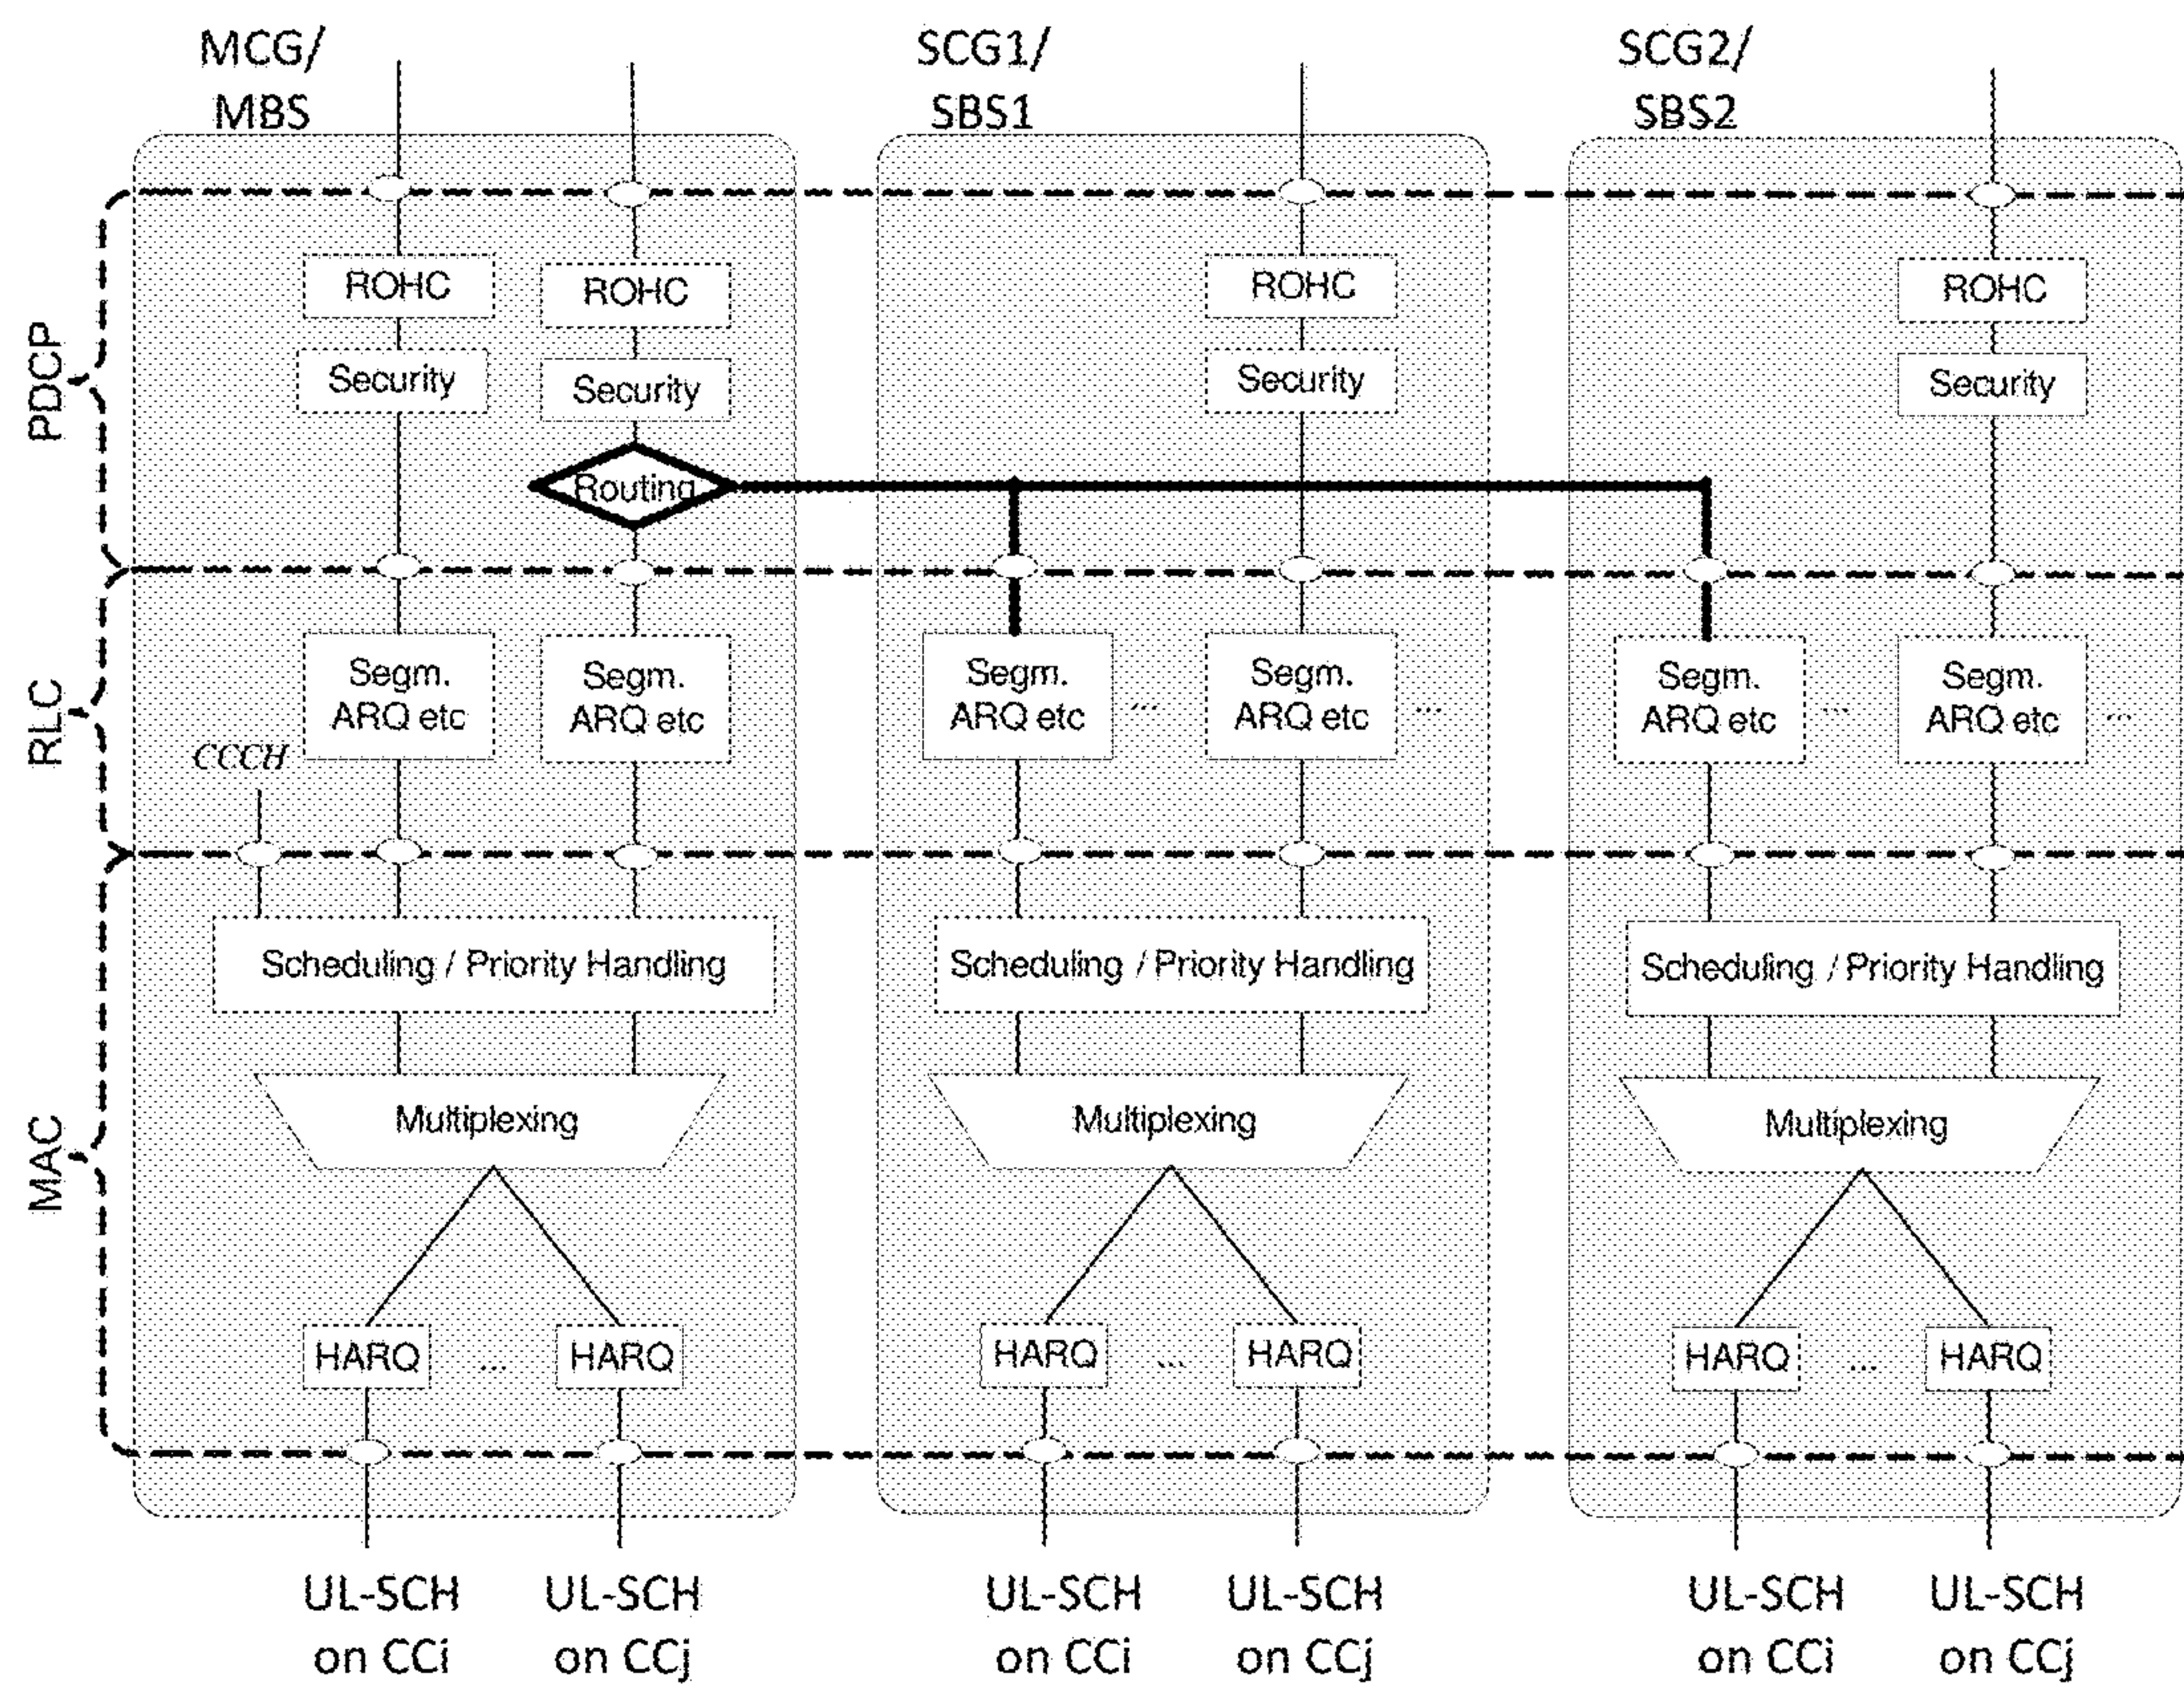 MCG/
MBS
SCG1/
SBS1
SCG2/
SBS2
PDCP
ROHC
ROHC
ROHC
ROHC
Security
Security
Security
Security
Routing
RLC
Segm.
ARQ etc
Segm.
ARQ etc
Segm.
ARQ etc
...
Segm.
ARQ etc
...
Segm.
ARQ etc
...
Segm.
ARQ etc
...
CCCH
MAC
Scheduling / Priority Handling
Scheduling / Priority Handling
Scheduling / Priority Handling
Multiplexing
Multiplexing
Multiplexing
HARQ
...
HARQ
HARQ
...
HARQ
HARQ
...
HARQ
UL-SCH
on CCi
UL-SCH
on CCj
UL-SCH
on CCi
UL-SCH
on CCj
UL-SCH
on CCi
UL-SCH
on CCj